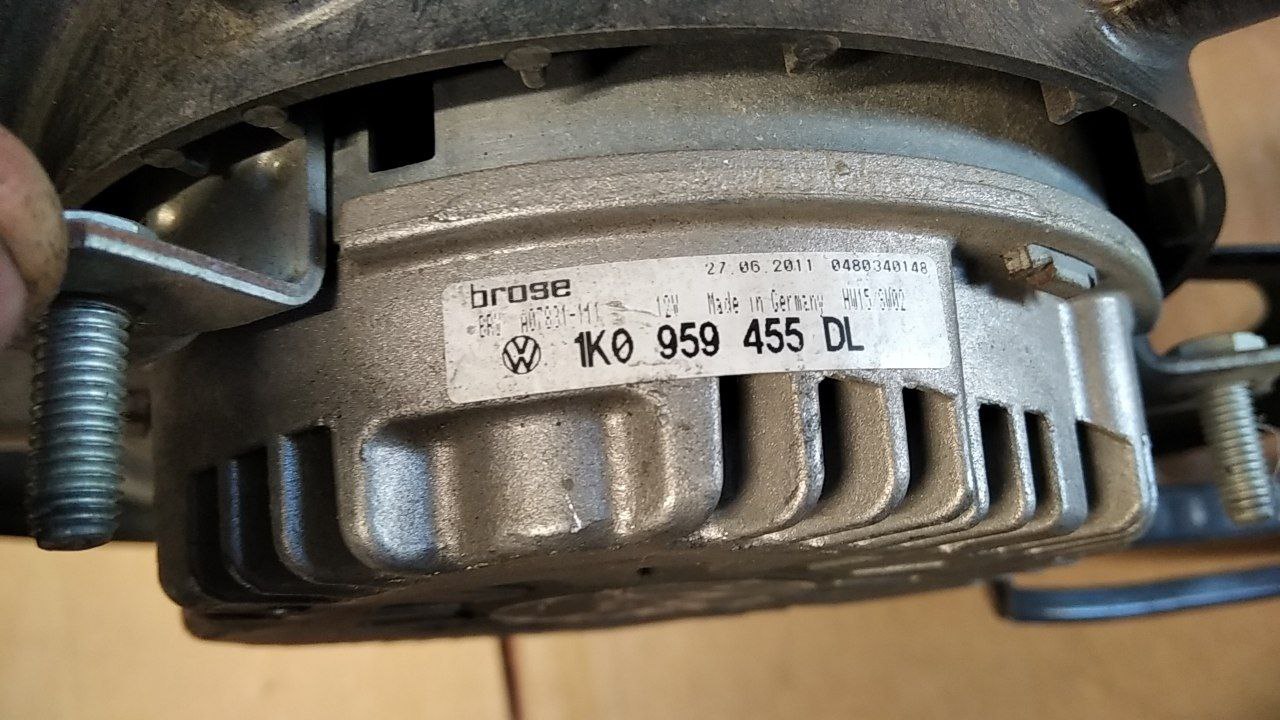 27.06.2011 0480340148
brose
12V Made in Germany
1K0 959 455 DL